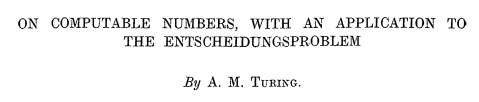 ON COMPUTABLE NUMBERS, WITH AN APPLICATION TO
THE ENTSCHEIDUNGSPROBLEM
By A. M. TURING.